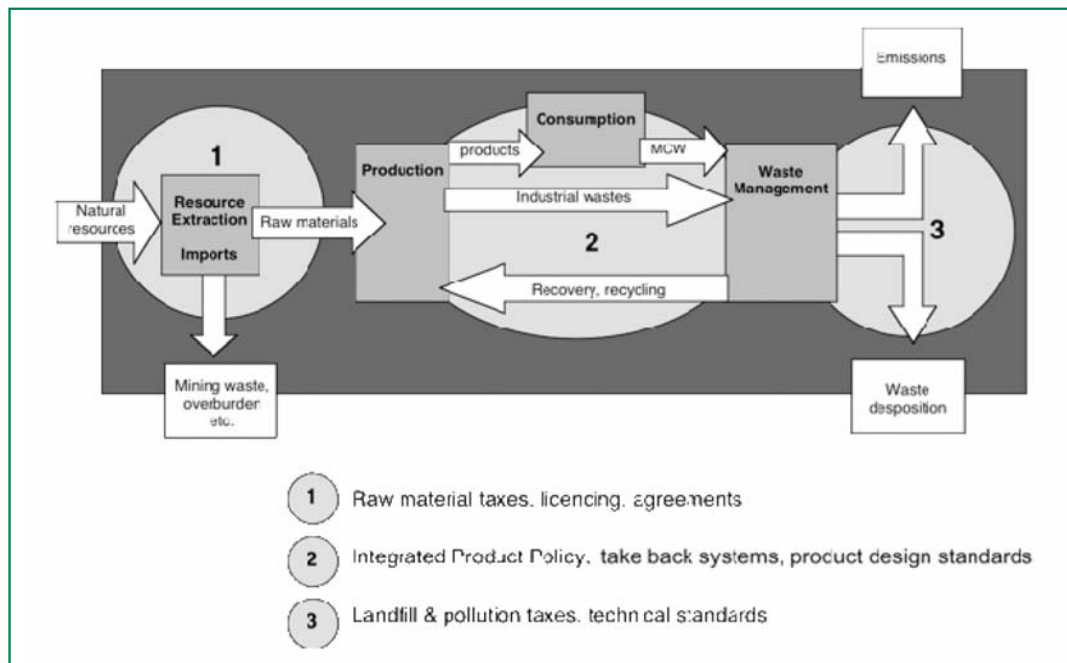 Emissions
1
Consumption
products
MCW
Production
Waste
Management
Resource
Extraction
Imports
Natural
resources
Raw materials
Industrial wastes
2
3
Recovery, recycling
Mining waste,
overburden
etc.
Waste
desposition
1 Raw material taxes, licencing, agreements
2 Integrated Product Policy, take back systems, product design standards
3 Landfill & pollution taxes, technical standards